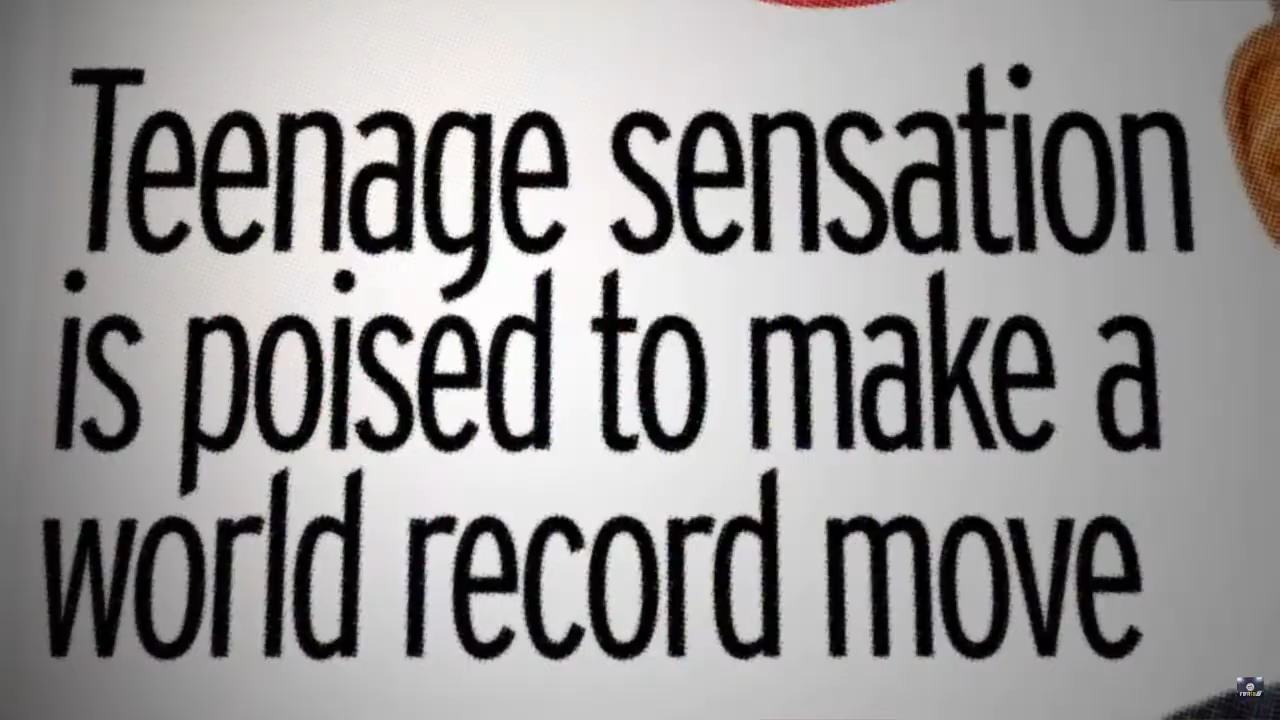 Teenage sensation
is poised to make a
world record move